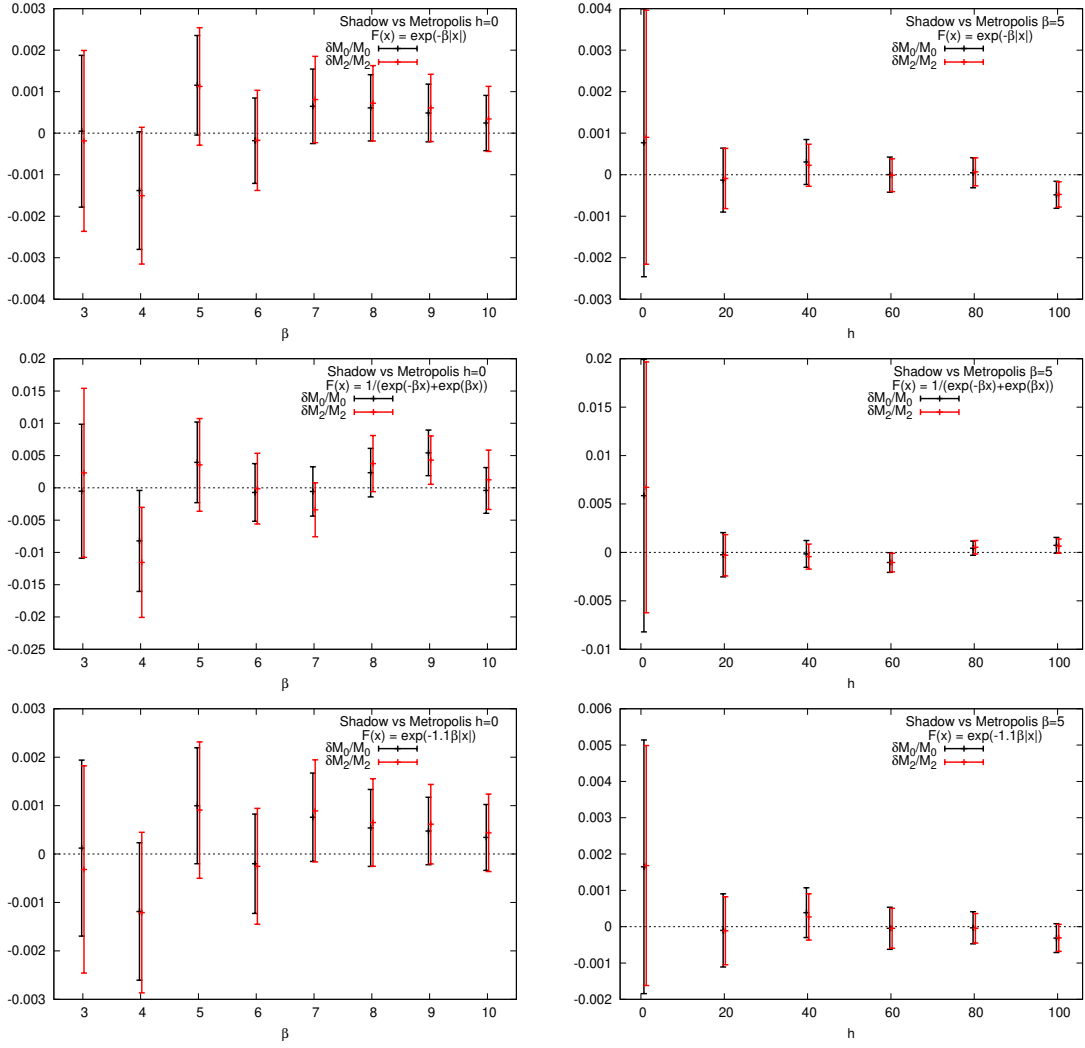 Shadow vs Metropolis h=0
F(x) = exp(-β|x|)
δM₀/M₀
δM₂/M₂
0.003
0.002
0.001
0
-0.001
-0.002
-0.003
-0.004
3 4 5 6 7 8 9 10
β
Shadow vs Metropolis β=5
F(x) = exp(-β|x|)
δM₀/M₀
δM₂/M₂
0.004
0.003
0.002
0.001
0
-0.001
-0.002
-0.003
0 20 40 60 80 100
h
Shadow vs Metropolis h=0
F(x) = 1/(exp(-βx)+exp(βx))
δM₀/M₀
δM₂/M₂
0.02
0.015
0.01
0.005
0
-0.005
-0.01
-0.015
-0.02
-0.025
3 4 5 6 7 8 9 10
β
Shadow vs Metropolis β=5
F(x) = 1/(exp(-βx)+exp(βx))
δM₀/M₀
δM₂/M₂
0.02
0.015
0.01
0.005
0
-0.005
-0.01
0 20 40 60 80 100
h
Shadow vs Metropolis h=0
F(x) = exp(-1.1β|x|)
δM₀/M₀
δM₂/M₂
0.003
0.002
0.001
0
-0.001
-0.002
-0.003
3 4 5 6 7 8 9 10
β
Shadow vs Metropolis β=5
F(x) = exp(-1.1β|x|)
δM₀/M₀
δM₂/M₂
0.006
0.005
0.004
0.003
0.002
0.001
0
-0.001
-0.002
0 20 40 60 80 100
h